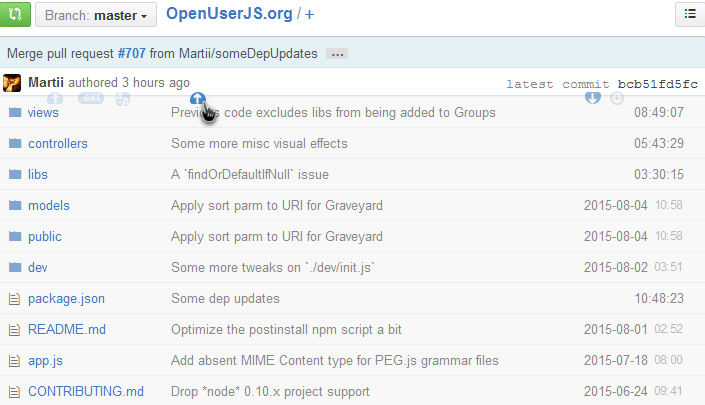 Branch: master OpenUserJS.org / +
Merge pull request #707 from Martii/someDepUpdates ...
Martii authored 3 hours ago latest commit bcb51fd5fc
views Previous code excludes libs from being added to Groups 08:49:07
controllers Some more misc visual effects 05:43:29
libs A `findOrDefaultIfNull` issue 03:30:15
models Apply sort parm to URI for Graveyard 2015-08-04 10:58
public Apply sort parm to URI for Graveyard 2015-08-04 10:58
dev Some more tweaks on `./dev/init.js` 2015-08-02 03:51
package.json Some dep updates 10:48:23
README.md Optimize the postinstall npm script a bit 2015-08-01 02:52
app.js Add absent MIME Content type for PEG.js grammar files 2015-07-18 08:00
CONTRIBUTING.md Drop *node* 0.10.x project support 2015-06-24 09:41